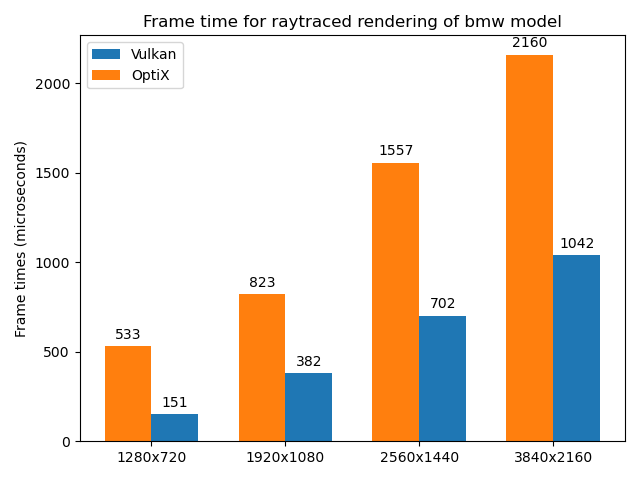 Frame time for raytraced rendering of bmw model
Vulkan
OptiX
Frame times (microseconds)
2000
1500
1000
500
0
533
151
823
382
1557
702
2160
1042
1280x720
1920x1080
2560x1440
3840x2160